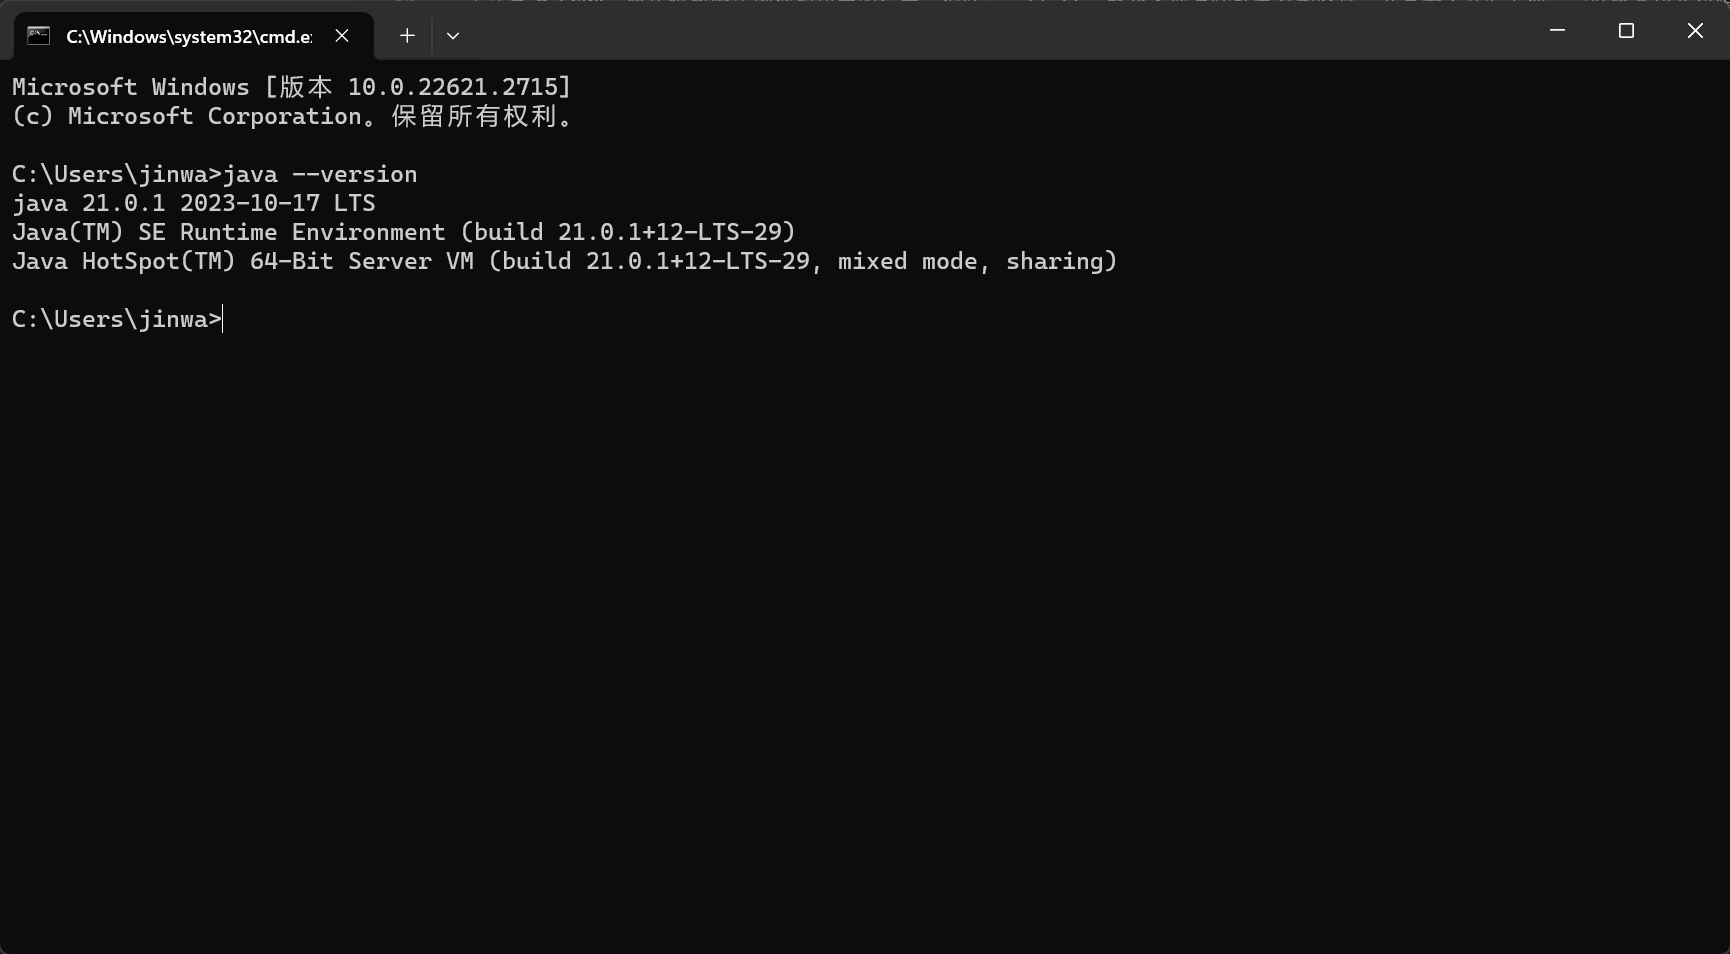 C:\Windows\system32\cmd.e
Microsoft Windows [版本 10.0.22621.2715]
(c) Microsoft Corporation。保留所有权利。
C:\Users\jinwa>java --version
java 21.0.1 2023-10-17 LTS
Java(TM) SE Runtime Environment (build 21.0.1+12-LTS-29)
Java HotSpot(TM) 64-Bit Server VM (build 21.0.1+12-LTS-29, mixed mode, sharing)
C:\Users\jinwa>